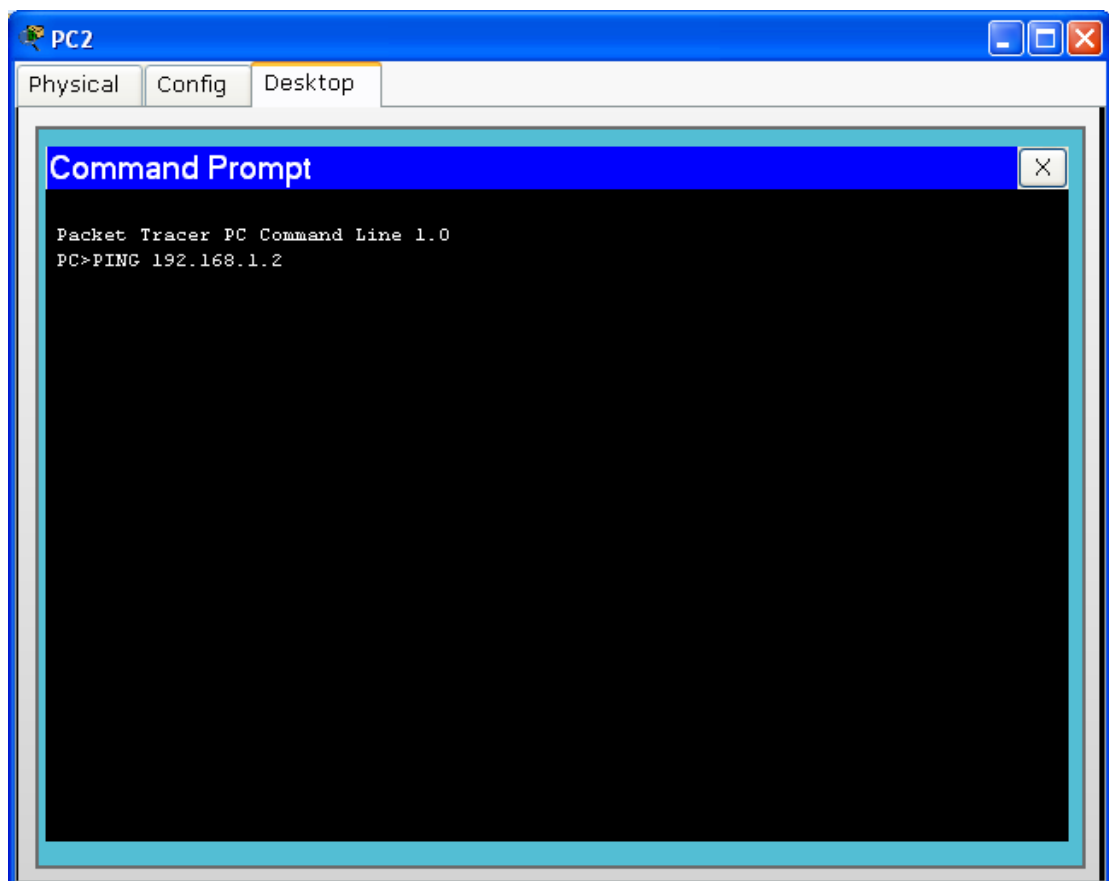 PC2
Physical Config Desktop
Command Prompt
X
Packet Tracer PC Command Line 1.0
PC>PING 192.168.1.2